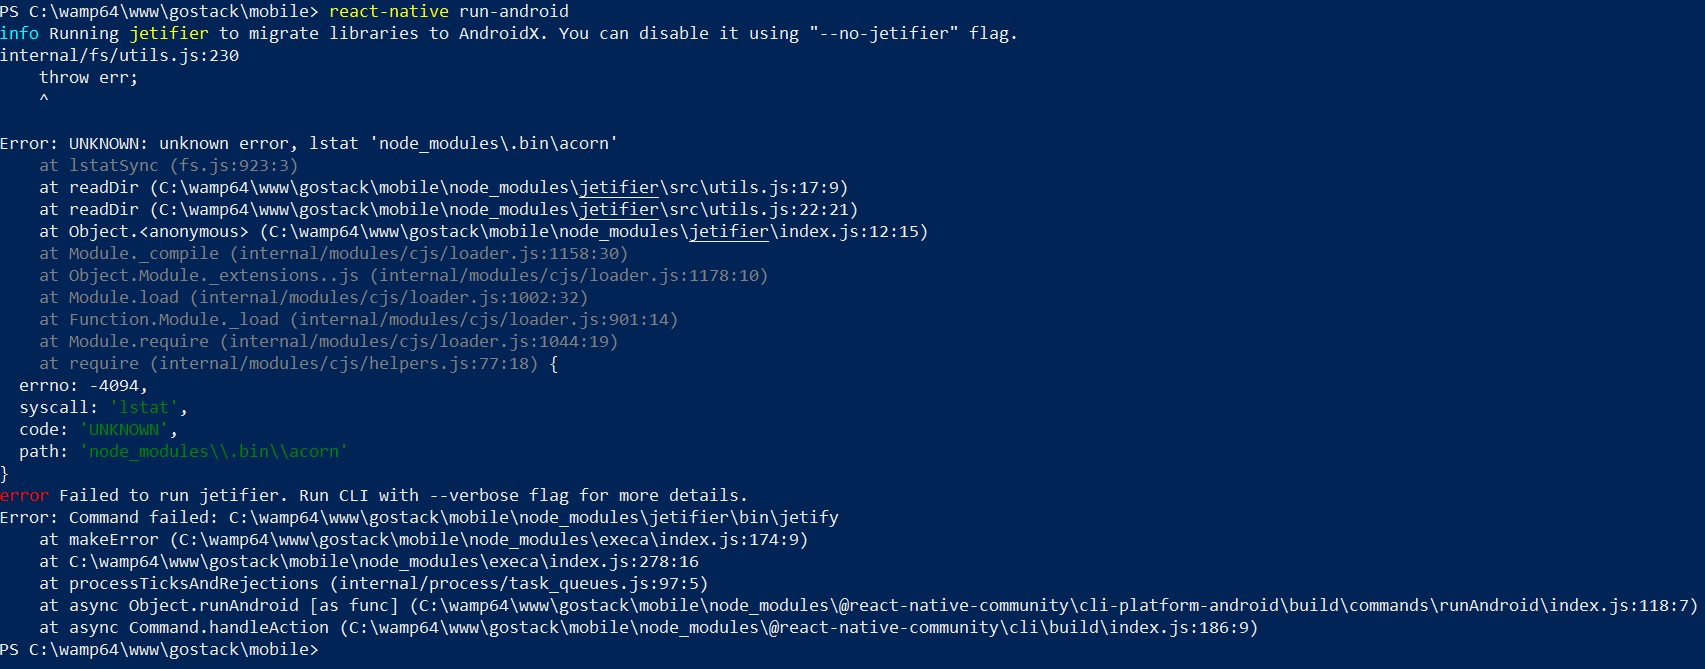 PS C:\wamp64\www\gostack\mobile> react-native run-android
info Running jetifier to migrate libraries to AndroidX. You can disable it using "--no-jetifier" flag.
internal/fs/utils.js:230
    throw err;
    ^

Error: UNKNOWN: unknown error, lstat 'node_modules\.bin\acorn'
    at lstatSync (fs.js:923:3)
    at readDir (C:\wamp64\www\gostack\mobile\node_modules\jetifier\src\utils.js:17:9)
    at readDir (C:\wamp64\www\gostack\mobile\node_modules\jetifier\src\utils.js:22:21)
    at Object.<anonymous> (C:\wamp64\www\gostack\mobile\node_modules\jetifier\index.js:12:15)
    at Module._compile (internal/modules/cjs/loader.js:1158:30)
    at Object.Module._extensions..js (internal/modules/cjs/loader.js:1178:10)
    at Module.load (internal/modules/cjs/loader.js:1002:32)
    at Function.Module._load (internal/modules/cjs/loader.js:901:14)
    at Module.require (internal/modules/cjs/loader.js:1044:19)
    at require (internal/modules/cjs/helpers.js:77:18) {
  errno: -4094,
  syscall: 'lstat',
  code: 'UNKNOWN',
  path: 'node_modules\\.bin\\acorn'
}
error Failed to run jetifier. Run CLI with --verbose flag for more details.
Error: Command failed: C:\wamp64\www\gostack\mobile\node_modules\jetifier\bin\jetify
    at makeError (C:\wamp64\www\gostack\mobile\node_modules\execa\index.js:174:9)
    at C:\wamp64\www\gostack\mobile\node_modules\execa\index.js:278:16
    at processTicksAndRejections (internal/process/task_queues.js:97:5)
    at async Object.runAndroid [as func] (C:\wamp64\www\gostack\mobile\node_modules\@react-native-community\cli-platform-android\build\commands\runAndroid\index.js:118:7)
    at async Command.handleAction (C:\wamp64\www\gostack\mobile\node_modules\@react-native-community\cli\build\index.js:186:9)
PS C:\wamp64\www\gostack\mobile>